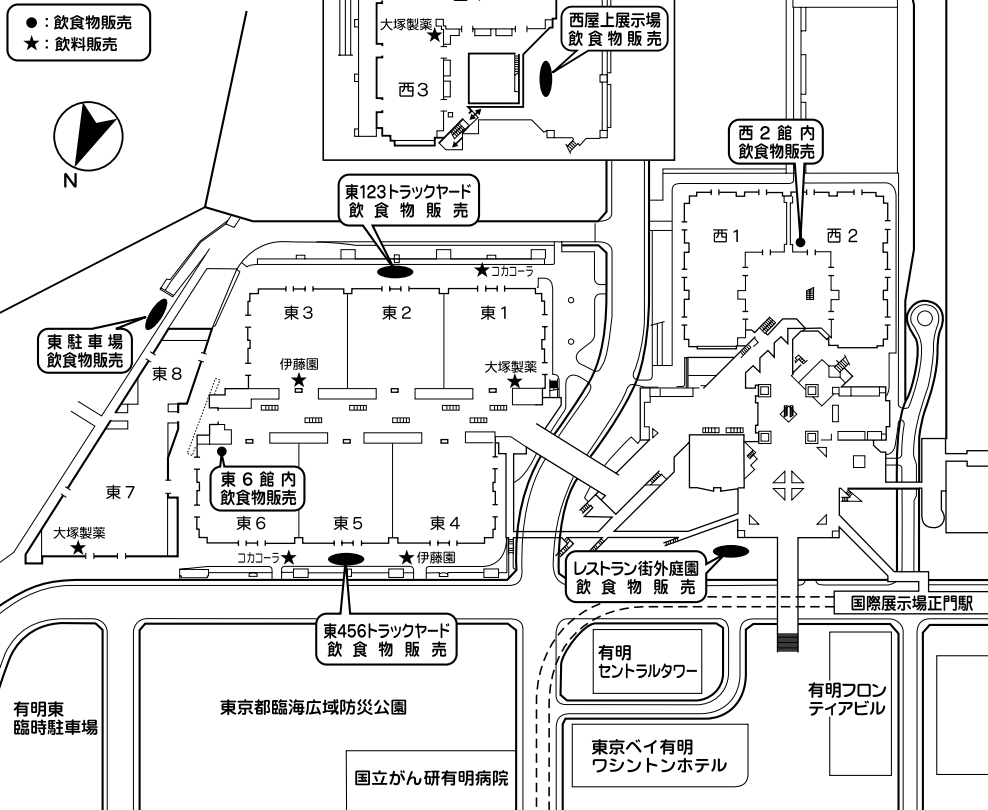 ●：飲食物販売
★：飲料販売
N
大塚製薬
西3
西屋上展示場
飲食物販売
西2館内
飲食物販売
東123トラックヤード
飲食物販売
西1
西2
コカコーラ
東3
東2
東1
東駐車場
飲食物販売
伊藤園
大塚製薬
東8
東6館内
飲食物販売
東7
東6
東5
東4
大塚製薬
コカコーラ
伊藤園
レストラン街外庭園
飲食物販売
国際展示場正門駅
東456トラックヤード
飲食物販売
有明
セントラルタワー
有明フロン
ティアビル
有明東
臨時駐車場
東京都臨海広域防災公園
東京ベイ有明
ワシントンホテル
国立がん研有明病院